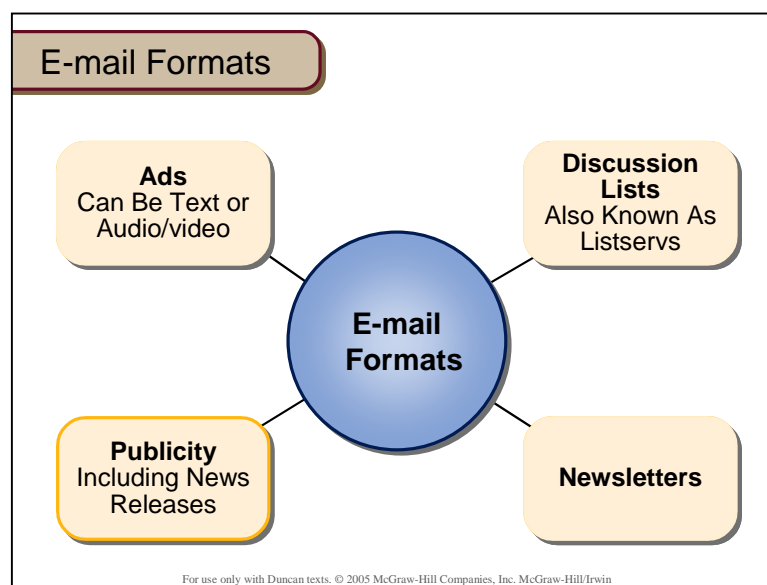 E-mail Formats
Ads
Can Be Text or
Audio/video
Discussion
Lists
Also Known As
Listservs
E-mail
Formats
Publicity
Including News
Releases
Newsletters
For use only with Duncan texts. © 2005 McGraw-Hill Companies, Inc. McGraw-Hill/Irwin